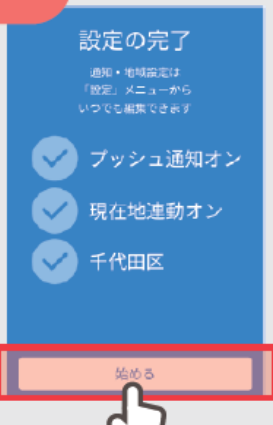 設定の完了
通知・地域設定は
「設定」メニューから
いつでも編集できます
プッシュ通知オン
現在地連動オン
千代田区
始める